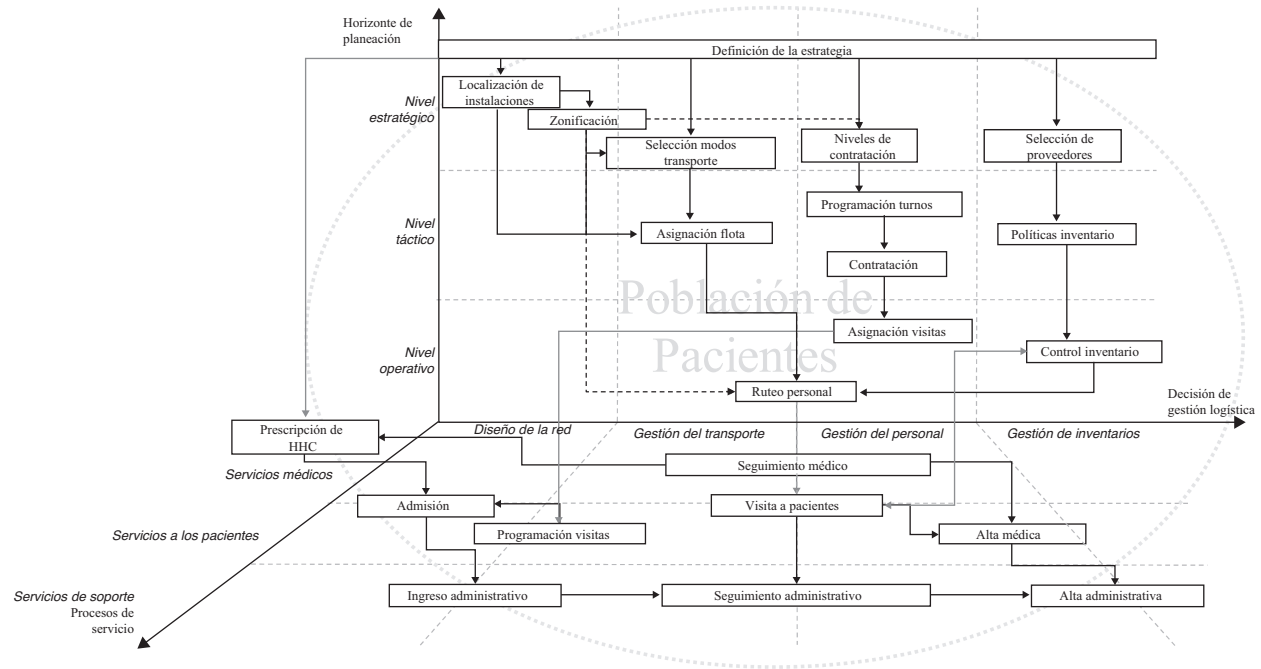 Horizonte de
planeación
Definición de la estrategia
Localización de
instalaciones
Nivel
estratégico
Zonificación
Selección modos
transporte
Niveles de
contratación
Selección de
proveedores
Programación turnos
Nivel
táctico
Asignación flota
Políticas inventario
Contratación
Población de
Pacientes
Asignación visitas
Nivel
operativo
Control inventario
Ruteo personal
Decisión de
gestión logística
Prescripción de
HHC
Diseño de la red
Gestión del transporte
Gestión del personal
Gestión de inventarios
Servicios médicos
Seguimiento médico
Admisión
Visita a pacientes
Servicios a los pacientes
Programación visitas
Alta médica
Servicios de soporte
Procesos de
servicio
Ingreso administrativo
Seguimiento administrativo
Alta administrativa